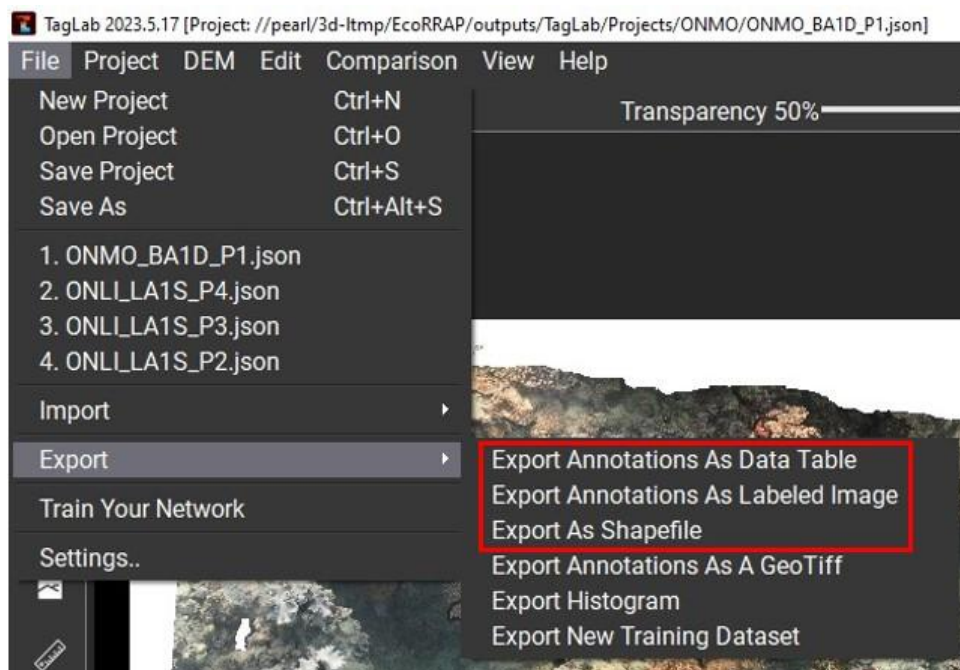 TagLab 2023.5.17 [Project: //pearl/3d-ltmp/EcoRRAP/outputs/TagLab/Projects/ONMO/ONMO_BA1D_P1.json]
File Project DEM Edit Comparison View Help
New Project Ctrl+N
Open Project Ctrl+O
Save Project Ctrl+S
Save As Ctrl+Alt+S
Transparency 50%
1. ONMO_BA1D_P1.json
2. ONLI_LA1S_P4.json
3. ONLI_LA1S_P3.json
4. ONLI_LA1S_P2.json
Import
Export
Train Your Network
Settings..
Export Annotations As Data Table
Export Annotations As Labeled Image
Export As Shapefile
Export Annotations As A GeoTiff
Export Histogram
Export New Training Dataset